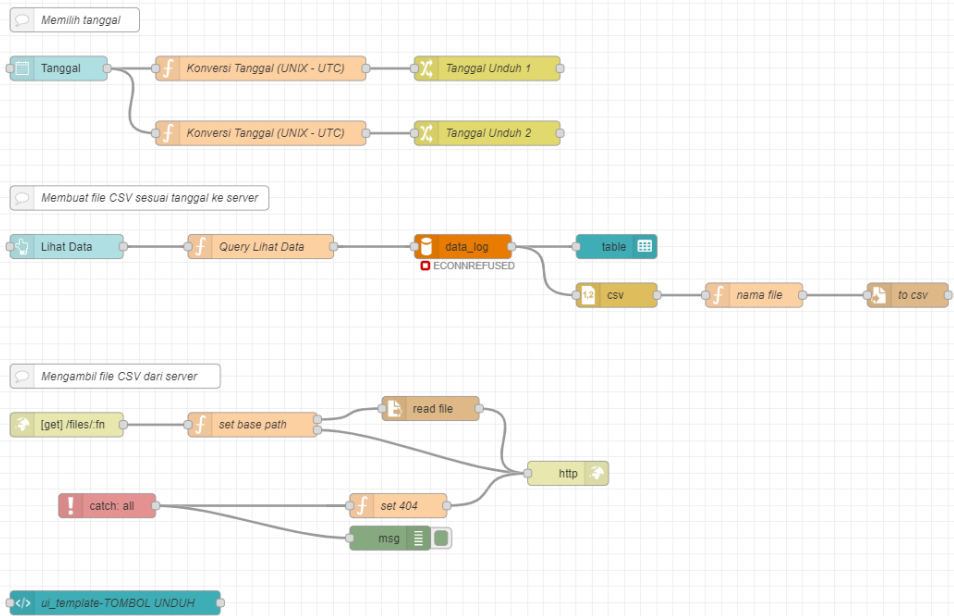 Memilih tanggal
Tanggal
Konversi Tanggal (UNIX - UTC)
Tanggal Unduh 1
Konversi Tanggal (UNIX - UTC)
Tanggal Unduh 2
Membuat file CSV sesuai tanggal ke server
Lihat Data
Query Lihat Data
data_log
table
ECONNREFUSED
1,2
csv
nama file
to csv
Mengambil file CSV dari server
[get] /files/:fn
set base path
read file
http
catch: all
set 404
msg
ui_template-TOMBOL UNDUH